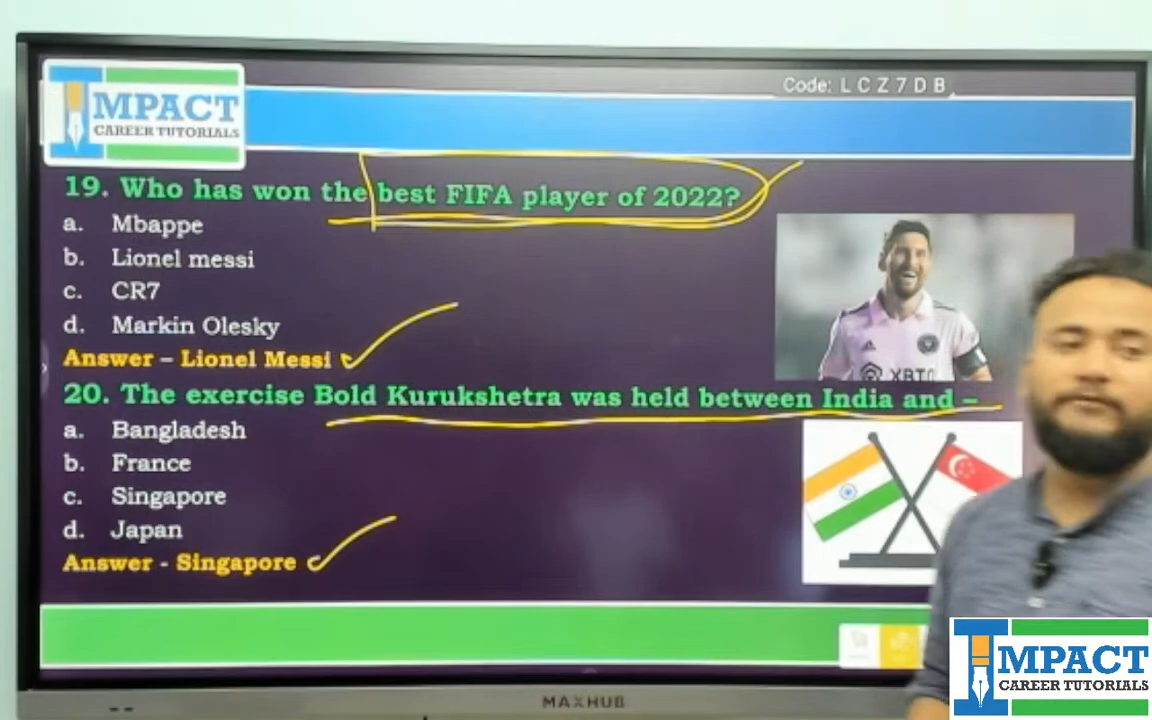 Code: L C Z 7 D B
IMPACT
CAREER TUTORIALS
19. Who has won the best FIFA player of 2022?
a. Mbappe
b. Lionel messi
c. CR7
d. Markin Olesky
Answer – Lionel Messi
XBTO
20. The exercise Bold Kurukshetra was held between India and –
a. Bangladesh
b. France
c. Singapore
d. Japan
Answer - Singapore
MAXHUB
IMPACT
CAREER TUTORIALS